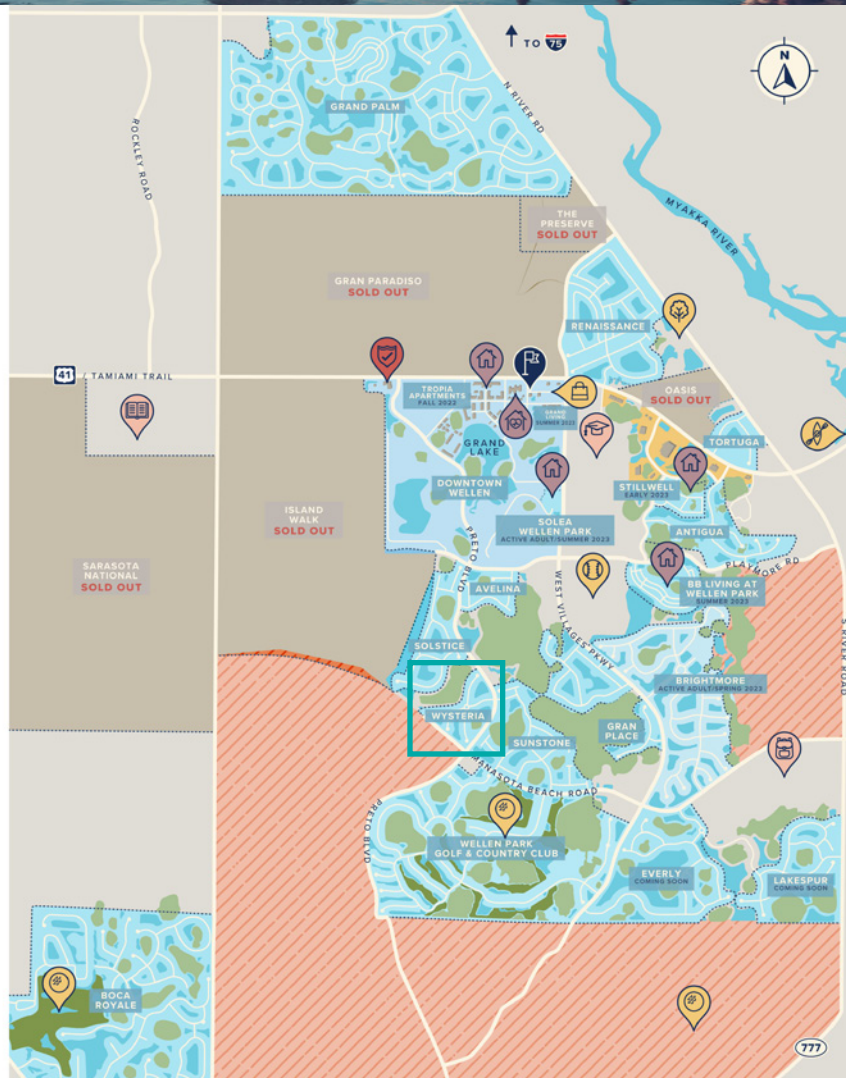 TO 75
N
GRAND PALM
N RIVER RD
ROCKLEY ROAD
MYAKKA RIVER
THE
PRESERVE
SOLD OUT
GRAN PARADISO
SOLD OUT
RENAISSANCE
41 / TAMIAMI TRAIL
TROPIA
APARTMENTS
FALL 2022
GRAND
LIVING
SUMMER 2023
OASIS
SOLD OUT
TORTUGA
GRAND
LAKE
DOWNTOWN
WELLEN
STILLWELL
EARLY 2023
ISLAND
WALK
SOLD OUT
SOLEA
WELLEN PARK
ACTIVE ADULT/SUMMER 2023
ANTIGUA
SARASOTA
NATIONAL
SOLD OUT
PRETO BLVD
WEST VILLAGES PKWY
PLAYMORE RD
AVELINA
BB LIVING AT
WELLEN PARK
SUMMER 2023
S RIVER ROAD
SOLSTICE
BRIGHTMORE
ACTIVE ADULT/SPRING 2023
WYSTERIA
GRAN
PLACE
SUNSTONE
MANASOTA BEACH ROAD
PRETO BLVD
WELLEN PARK
GOLF & COUNTRY CLUB
EVERLY
COMING SOON
LAKESPUR
COMING SOON
BOCA
ROYALE
777